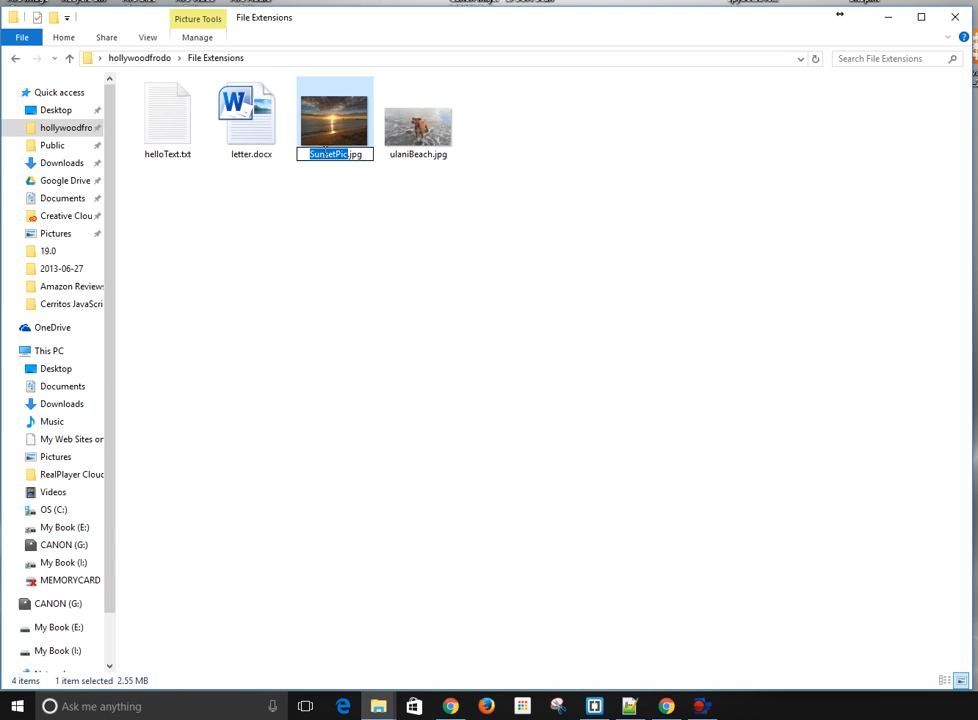 Picture Tools
File Extensions
File
Home
Share
View
Manage
hollywoodfrodo
File Extensions
Search File Extensions
Quick access
Desktop
hollywoodfro
Public
Downloads
Google Drive
Documents
Creative Clou
Pictures
19.0
2013-06-27
Amazon Reviews
Cerritos JavaScri
OneDrive
This PC
Desktop
Documents
Downloads
Music
My Web Sites on
Pictures
RealPlayer Cloud
Videos
OS (C:)
My Book (E:)
CANON (G:)
My Book (I:)
MEMORYCARD
CANON (G:)
My Book (E:)
My Book (I:)
W
helloText.txt
letter.docx
SunsetPic.jpg
ulaniBeach.jpg
4 items
1 item selected 2.55 MB
Ask me anything